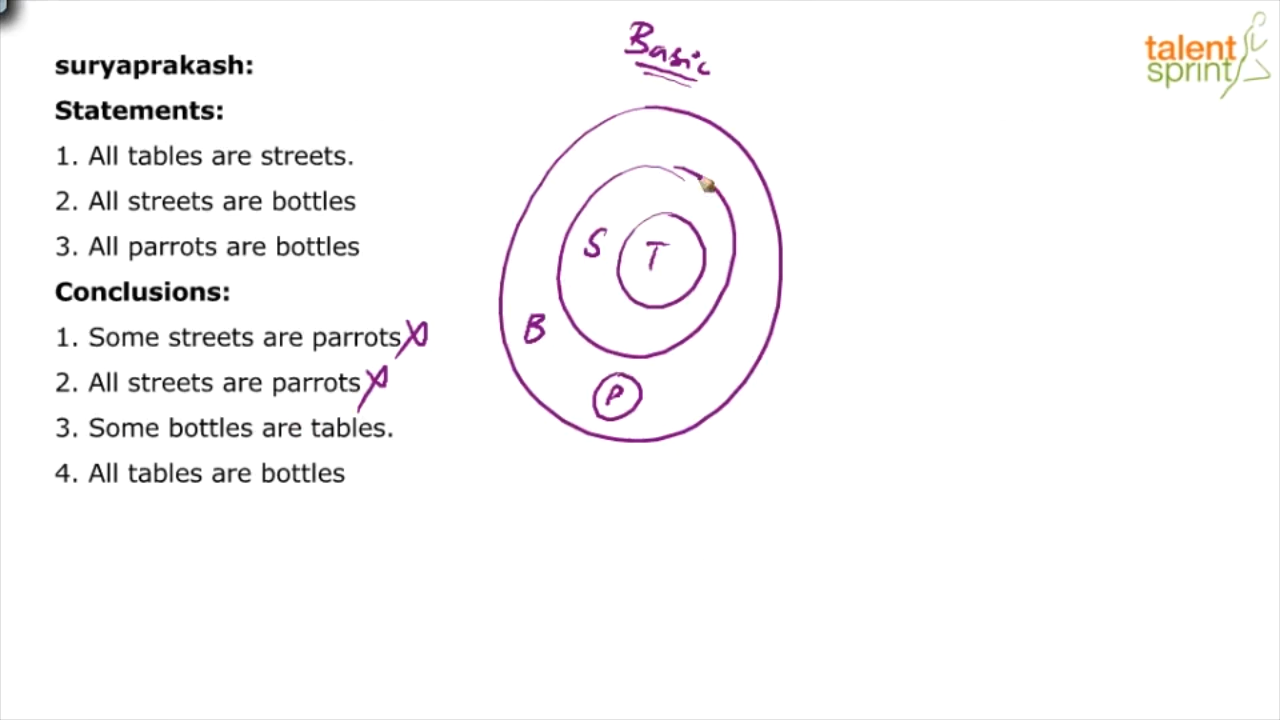 suryaprakash:
Statements:
1. All tables are streets.
2. All streets are bottles
3. All parrots are bottles
Conclusions:
1. Some streets are parrots
2. All streets are parrots
3. Some bottles are tables.
4. All tables are bottles
Basic
S T
B
P
talent
sprint